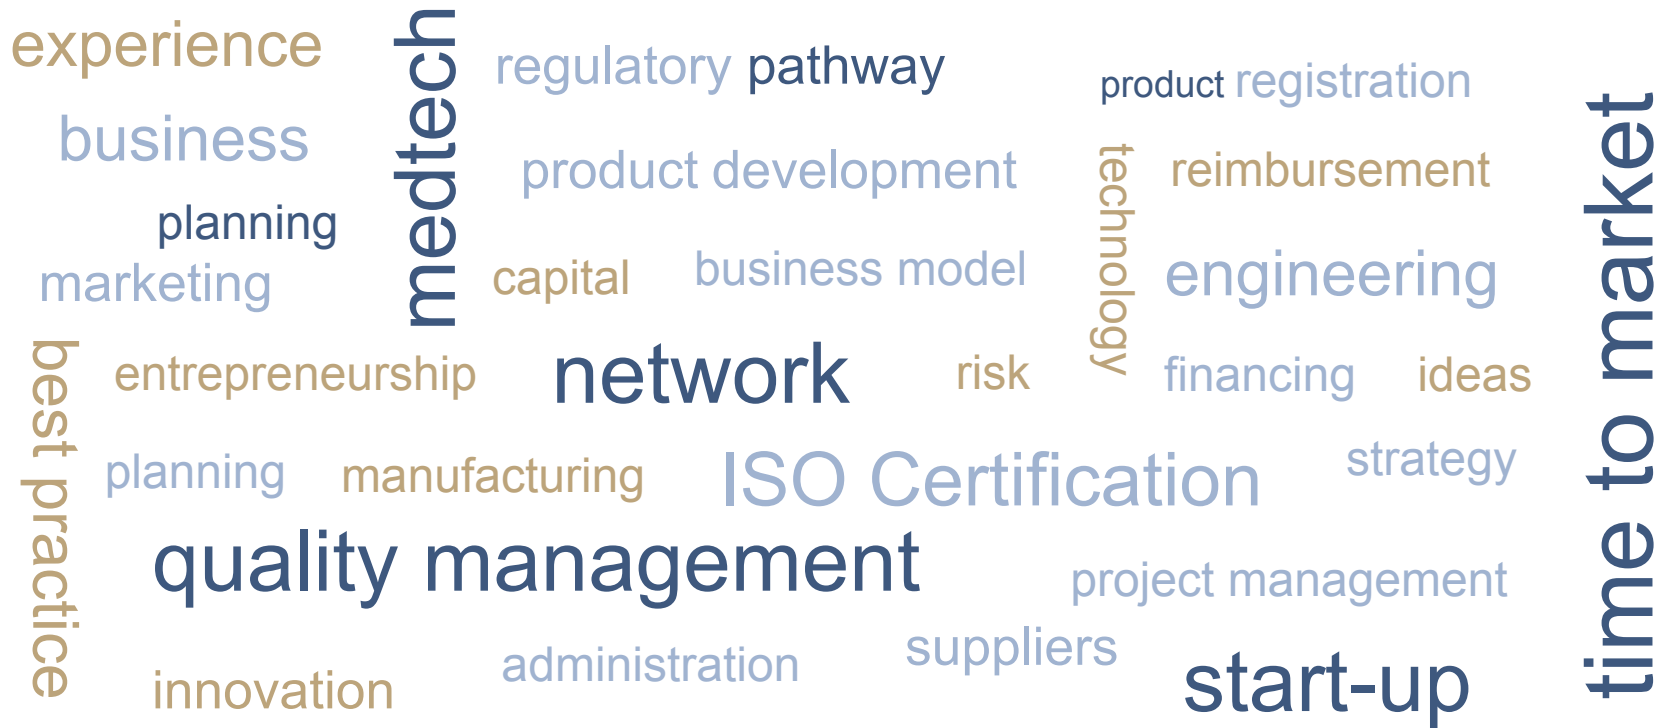 experience
medtech
regulatory pathway
product registration
business
product development
technology
reimbursement
time to market
planning
marketing
capital
business model
engineering
best practice
entrepreneurship
network
risk
financing
ideas
planning
manufacturing
ISO Certification
strategy
quality management
project management
innovation
administration
suppliers
start-up